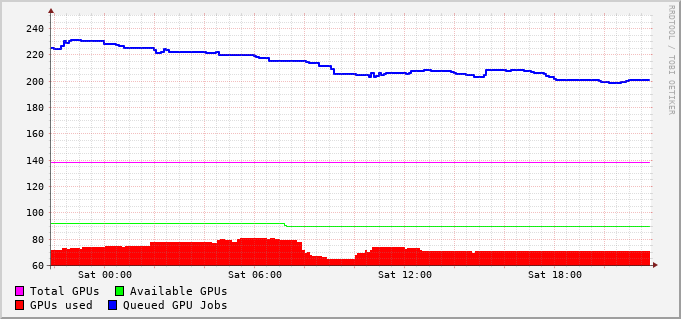 240
220
200
180
160
140
120
100
80
60
Sat 00:00 Sat 06:00 Sat 12:00 Sat 18:00
Total GPUs Available GPUs
GPUs used Queued GPU Jobs
RRDTOOL / TOBI OETIKER